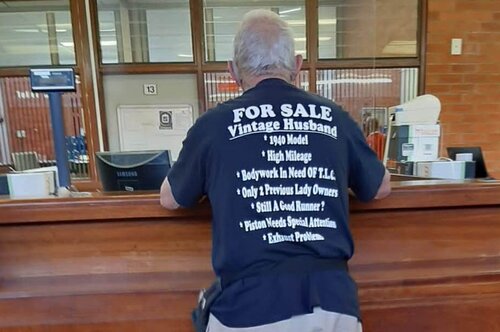 13
SAMSUNG
FOR SALE
Vintage Husband
* 1940 Model
* High Mileage
* Bodywork In Need OF T.L.C.
* Only 2 Previous Lady Owners
* Still A Good Runner ?
* Piston Needs Special Attention
* Exhaust Problems